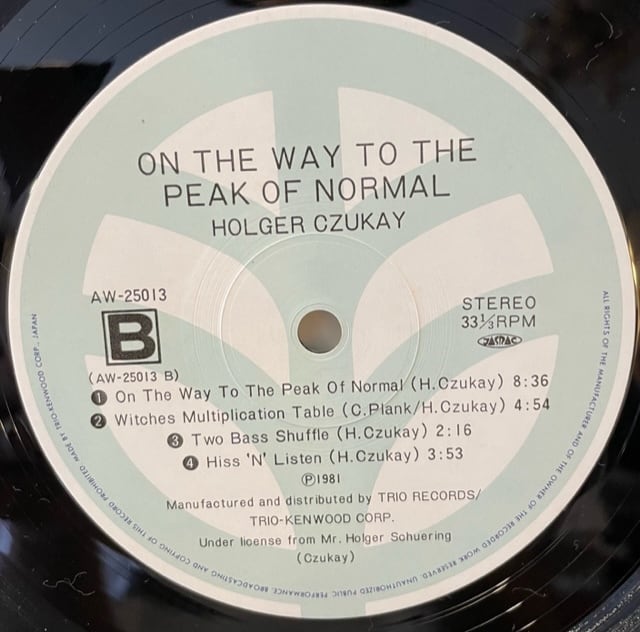 ON THE WAY TO THE
PEAK OF NORMAL
HOLGER CZUKAY
AW-25013
B
(AW-25013 B)
STEREO
33⅓RPM
JASRAC
❶ On The Way To The Peak Of Normal (H.Czukay) 8:36
❷ Witches Multiplication Table (C.Plank/H.Czukay) 4:54
❸ Two Bass Shuffle (H.Czukay) 2:16
❹ Hiss 'N' Listen (H.Czukay) 3:53
Ⓟ1981
Manufactured and distributed by TRIO RECORDS/
TRIO-KENWOOD CORP.
Under license from Mr. Holger Schuering
(Czukay)
ALL RIGHTS OF THE MANUFACTURER AND OF THE OWNER OF THE RECORDED WORK RESERVED. UNAUTHORIZED PUBLIC PERFORMANCE, BROADCASTING AND COPYING OF THIS RECORD PROHIBITED. MADE BY TRIO-KENWOOD CORP., JAPAN